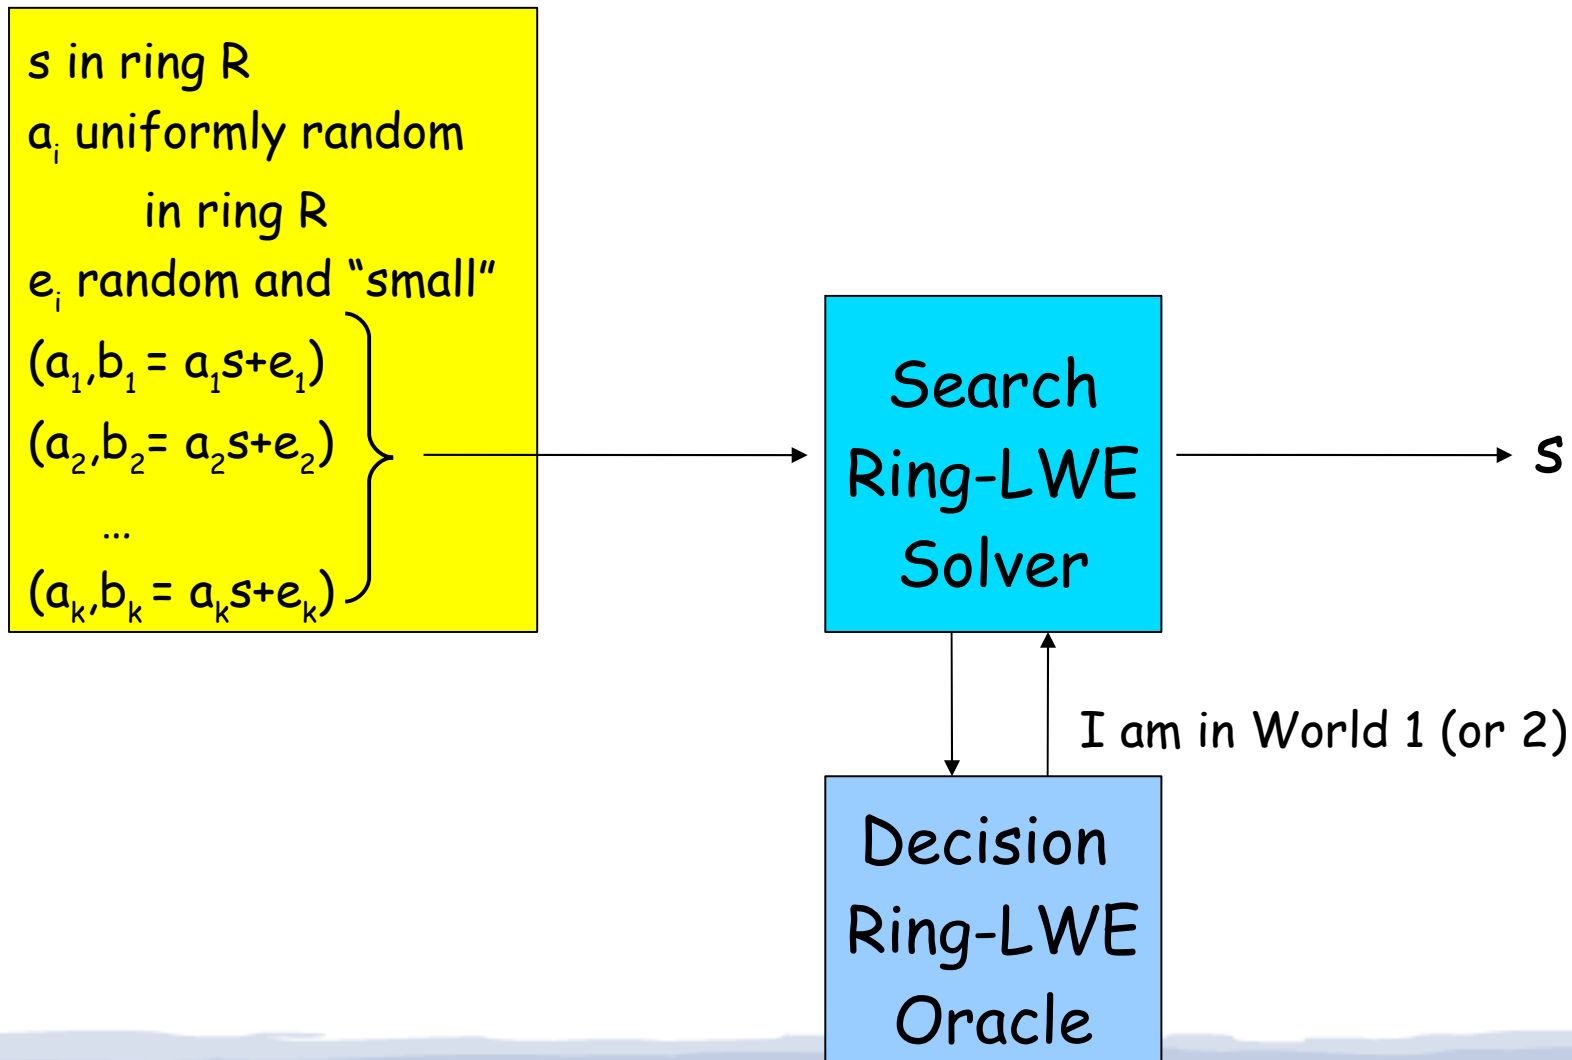 s in ring R
aᵢ uniformly random
in ring R
eᵢ random and “small”
(a₁,b₁ = a₁s+e₁)
(a₂,b₂= a₂s+e₂)
…
(aₖ,bₖ = aₖs+eₖ)
Search
Ring-LWE
Solver
s
I am in World 1 (or 2)
Decision
Ring-LWE
Oracle